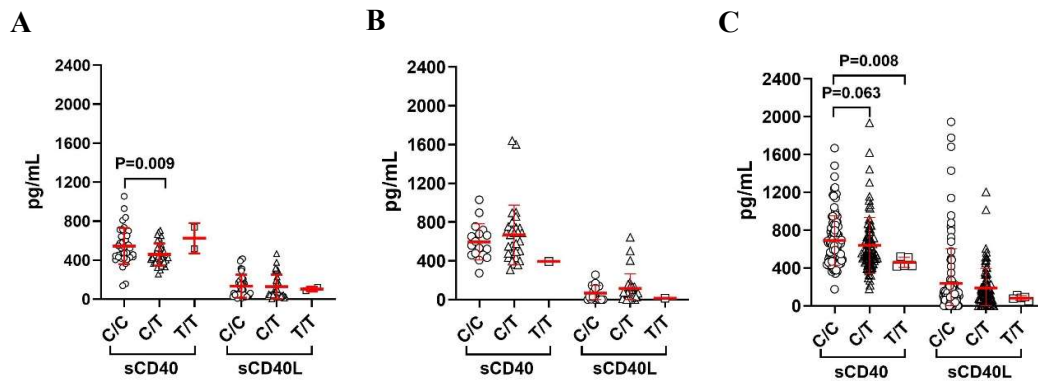 A
pg/mL
2400
2000
1600
1200
800
400
0
P=0.009
C/C
C/T
T/T
C/C
C/T
T/T
sCD40
sCD40L
B
pg/mL
2400
2000
1600
1200
800
400
0
C/C
C/T
T/T
C/C
C/T
T/T
sCD40
sCD40L
C
pg/mL
2400
2000
1600
1200
800
400
0
P=0.008
P=0.063
C/C
C/T
T/T
C/C
C/T
T/T
sCD40
sCD40L